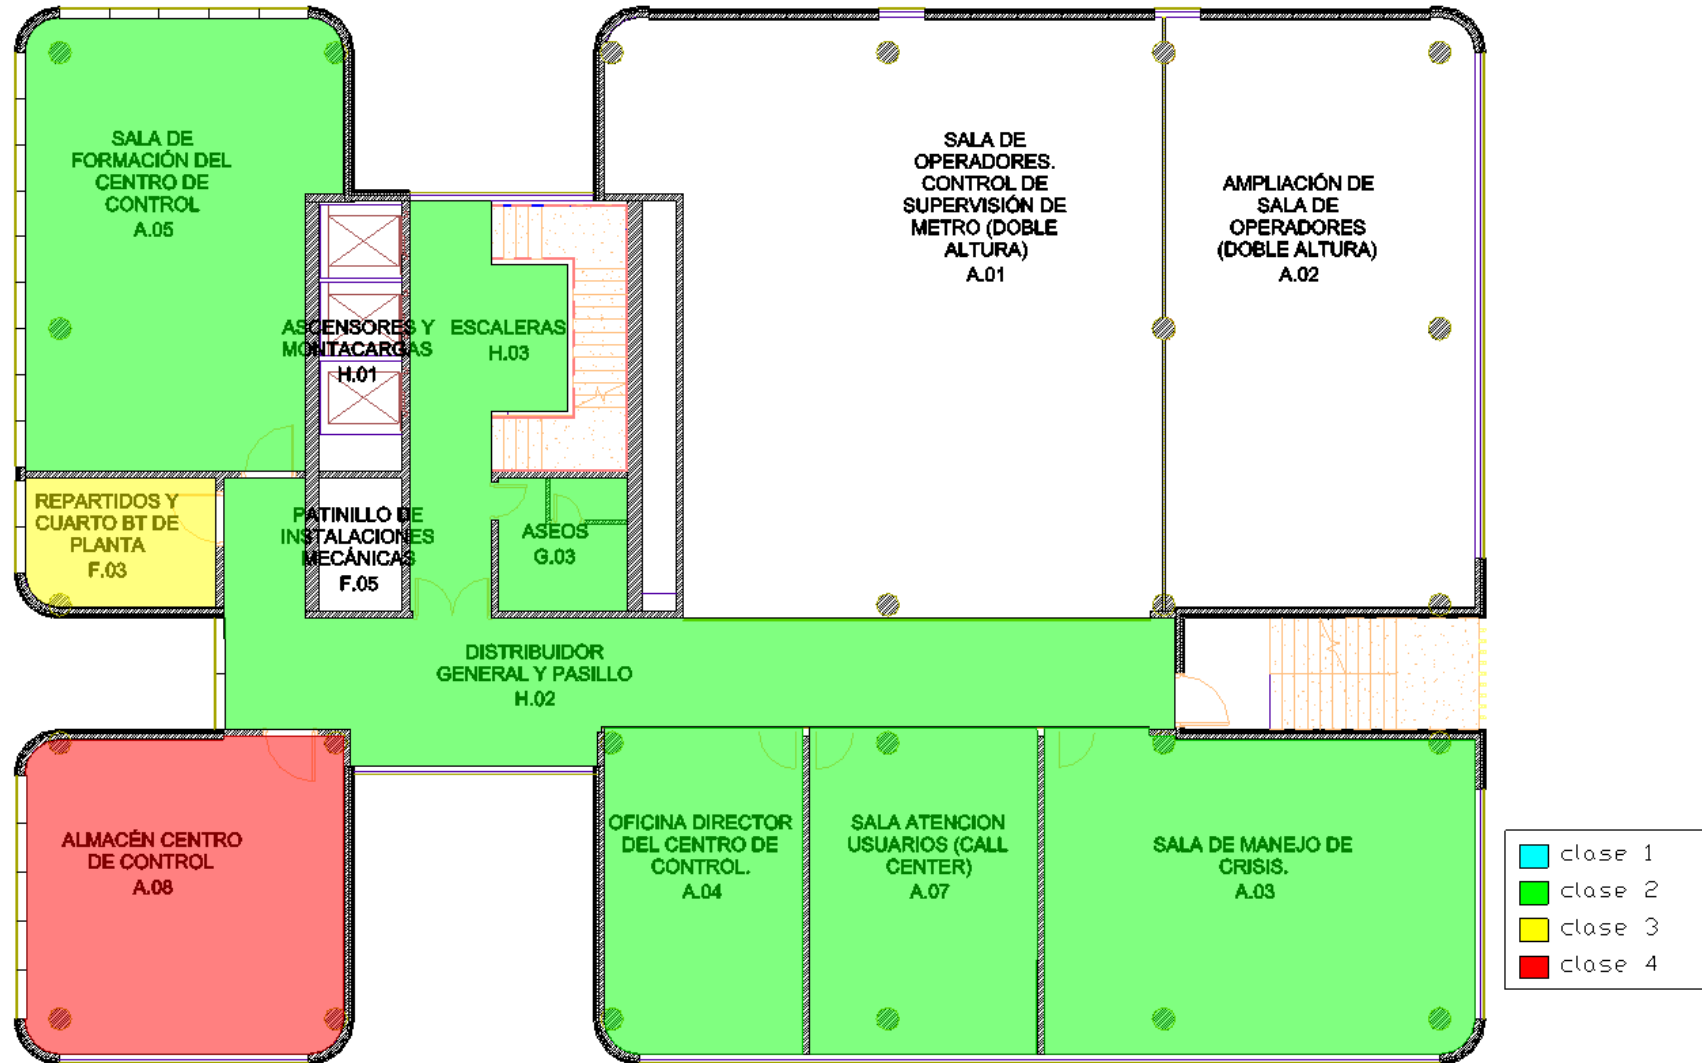 SALA DE
FORMACIÓN DEL
CENTRO DE
CONTROL
A.05
SALA DE
OPERADORES.
CONTROL DE
SUPERVISIÓN DE
METRO (DOBLE
ALTURA)
A.01
AMPLIACIÓN DE
SALA DE
OPERADORES
(DOBLE ALTURA)
A.02
ASCENSORES Y
MONTACARGAS
H.01
ESCALERAS
H.03
REPARTIDOS Y
CUARTO BT DE
PLANTA
F.03
PATINILLO DE
INSTALACIONES
MECÁNICAS
F.05
ASEOS
G.03
DISTRIBUIDOR
GENERAL Y PASILLO
H.02
ALMACÉN CENTRO
DE CONTROL
A.08
OFICINA DIRECTOR
DEL CENTRO DE
CONTROL.
A.04
SALA ATENCION
USUARIOS (CALL
CENTER)
A.07
SALA DE MANEJO DE
CRISIS.
A.03
clase 1
clase 2
clase 3
clase 4